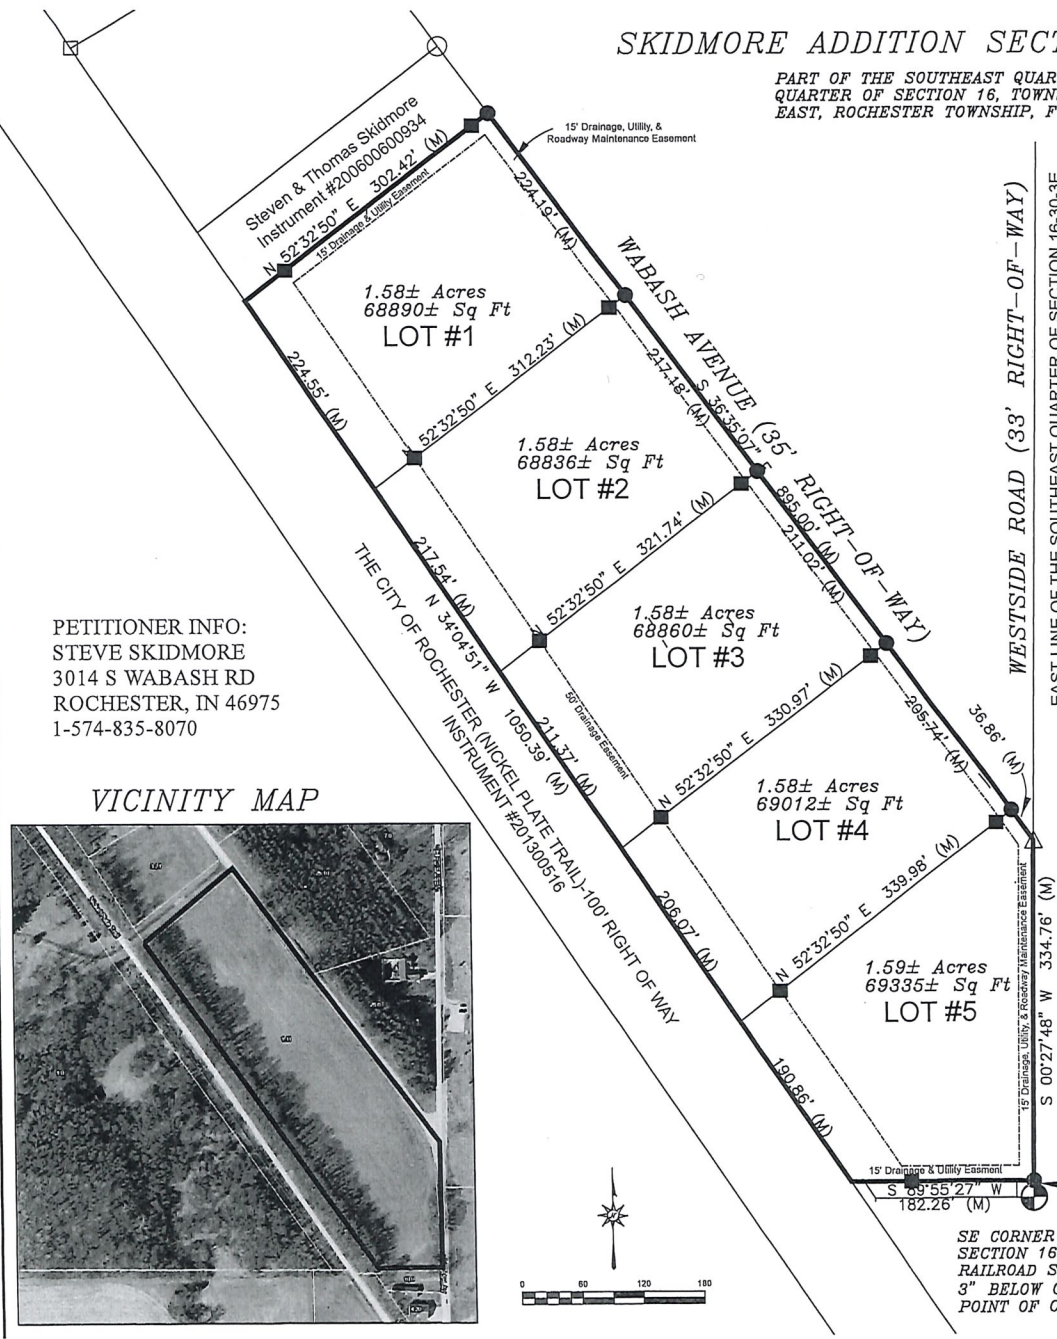 SKIDMORE ADDITION SECT
PART OF THE SOUTHEAST QUAR
QUARTER OF SECTION 16, TOWN
EAST, ROCHESTER TOWNSHIP, F
Steven & Thomas Skidmore
Instrument #200600600934
N 52°32'50" E 302.42' (M)
15' Drainage & Utility Easement
15' Drainage, Utility, &
Roadway Maintenance Easement
224.19' (M)
WABASH AVENUE (35' RIGHT-OF-WAY)
S 36°35'07" E 895.00' (M)
WESTSIDE ROAD (33' RIGHT-OF-WAY)
EAST LINE OF THE SOUTHEAST QUARTER OF SECTION 16-30-3E
1.58± Acres
68890± Sq Ft
LOT #1
224.55' (M)
N 52°32'50" E 312.23' (M)
217.18' (M)
1.58± Acres
68836± Sq Ft
LOT #2
217.54' (M)
N 52°32'50" E 321.74' (M)
211.02' (M)
1.58± Acres
68860± Sq Ft
LOT #3
N 34°04'51" W 1050.39' (M)
THE CITY OF ROCHESTER (NICKEL PLATE TRAIL)-100' RIGHT OF WAY
INSTRUMENT #201300516
50' Drainage Easement
211.37' (M)
N 52°32'50" E 330.97' (M)
205.74' (M)
36.86' (M)
1.58± Acres
69012± Sq Ft
LOT #4
206.07' (M)
N 52°32'50" E 339.98' (M)
1.59± Acres
69335± Sq Ft
LOT #5
15' Drainage, Utility, & Roadway Maintenance Easement
S 00°27'48" W 334.76' (M)
190.86' (M)
15' Drainage & Utility Easment
S 89°55'27" W
182.26' (M)
PETITIONER INFO:
STEVE SKIDMORE
3014 S WABASH RD
ROCHESTER, IN 46975
1-574-835-8070
VICINITY MAP
N
0 60 120 180
SE CORNER
SECTION 16
RAILROAD S
3" BELOW
POINT OF